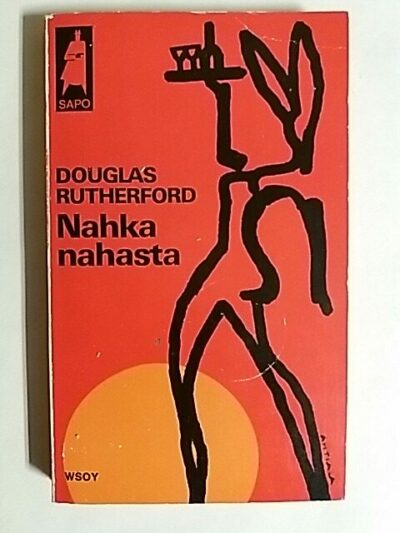 SAPO
DOUGLAS
RUTHERFORD
Nahka
nahasta
WSOY